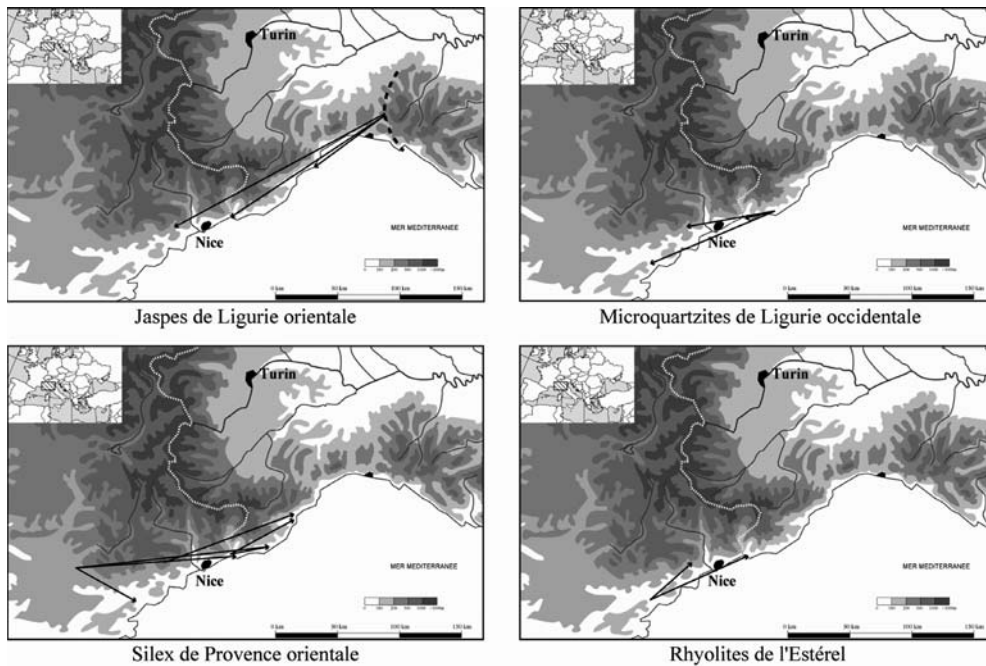 Turin
Nice
MER MEDITERRANEE
0 km 50 km 100 km 150 km
Jaspes de Ligurie orientale
Turin
Nice
MER MEDITERRANEE
0 km 50 km 100 km 150 km
Microquartzites de Ligurie occidentale
Turin
Nice
MER MEDITERRANEE
0 km 50 km 100 km 150 km
Silex de Provence orientale
Turin
Nice
MER MEDITERRANEE
0 km 50 km 100 km 150 km
Rhyolites de l'Estérel